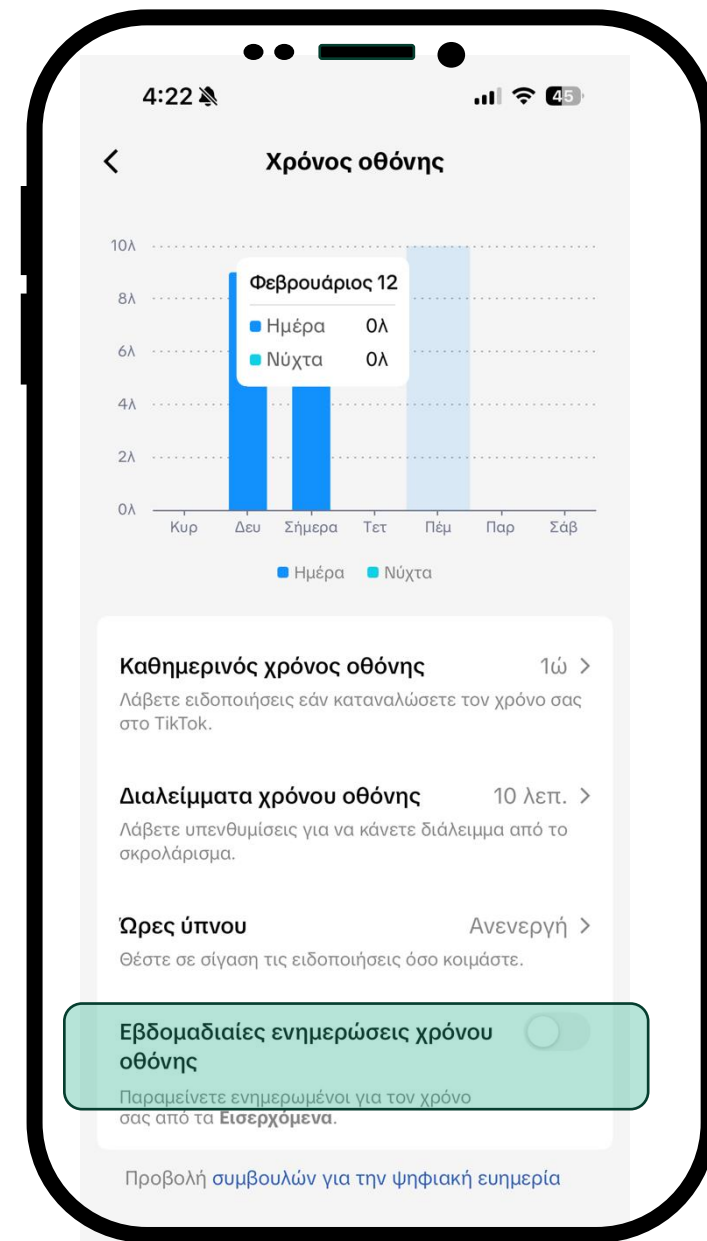 4:22
45
Χρόνος οθόνης
10λ
Φεβρουάριος 12
8λ
Ημέρα 0λ
6λ
Νύχτα 0λ
4λ
2λ
0λ
Κυρ Δευ Σήμερα Τετ Πέμ Παρ Σάβ
Ημέρα Νύχτα
Καθημερινός χρόνος οθόνης 1ώ >
Λάβετε ειδοποιήσεις εάν καταναλώσετε τον χρόνο σας
στο TikTok.
Διαλείμματα χρόνου οθόνης 10 λεπ. >
Λάβετε υπενθυμίσεις για να κάνετε διάλειμμα από το
σκρολάρισμα.
Ώρες ύπνου Ανενεργή >
Θέστε σε σίγαση τις ειδοποιήσεις όσο κοιμάστε.
Εβδομαδιαίες ενημερώσεις χρόνου
οθόνης
Παραμείνετε ενημερωμένοι για τον χρόνο
σας από τα Εισερχόμενα.
Προβολή συμβουλών για την ψηφιακή ευημερία